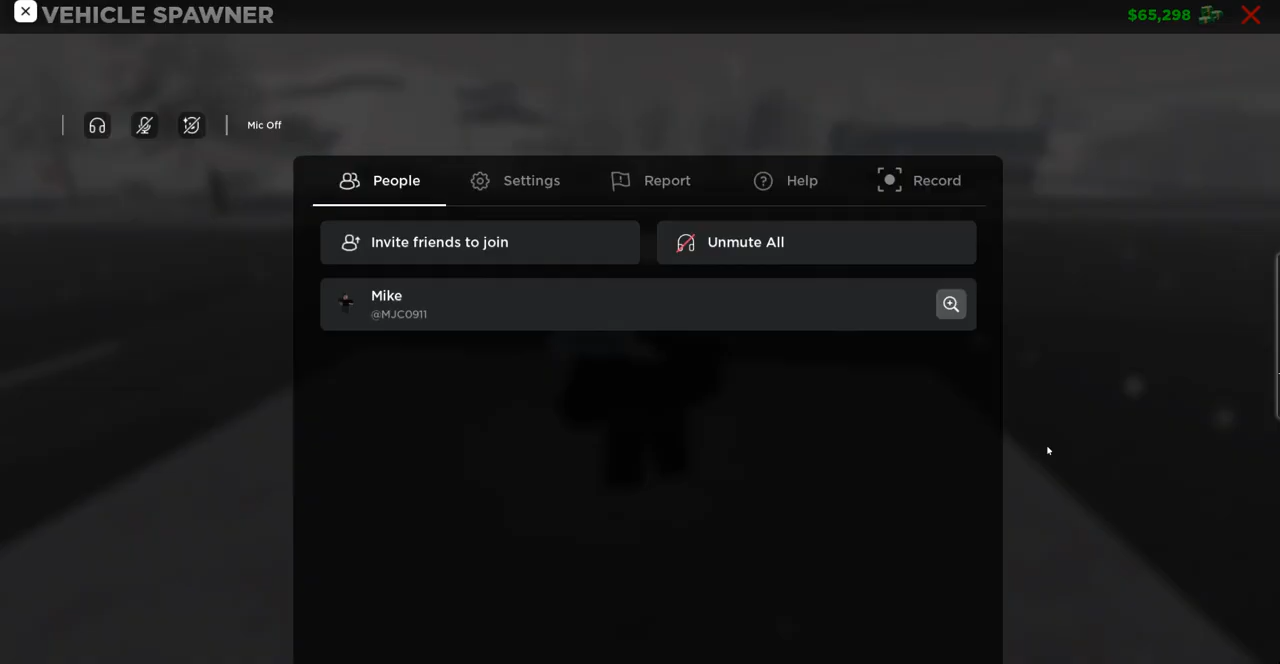 VEHICLE SPAWNER
$65,298
Mic Off
People
Settings
Report
Help
Record
Invite friends to join
Unmute All
Mike
@MJC0911